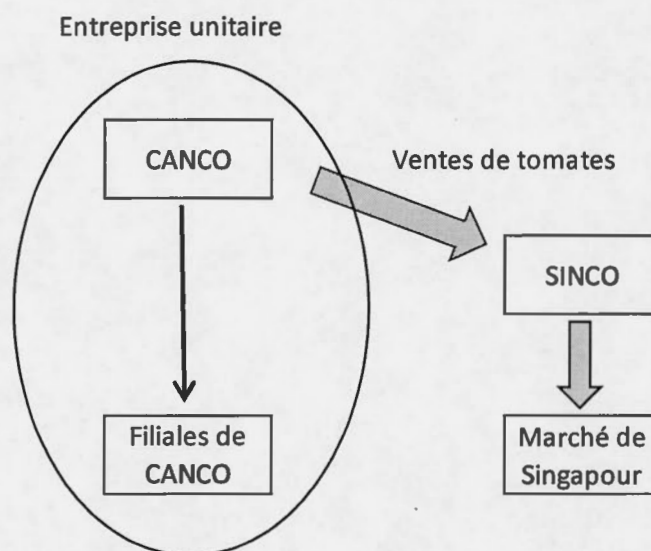 Entreprise unitaire
CANCO
Ventes de tomates
SINCO
Filiales de
CANCO
Marché de
Singapour